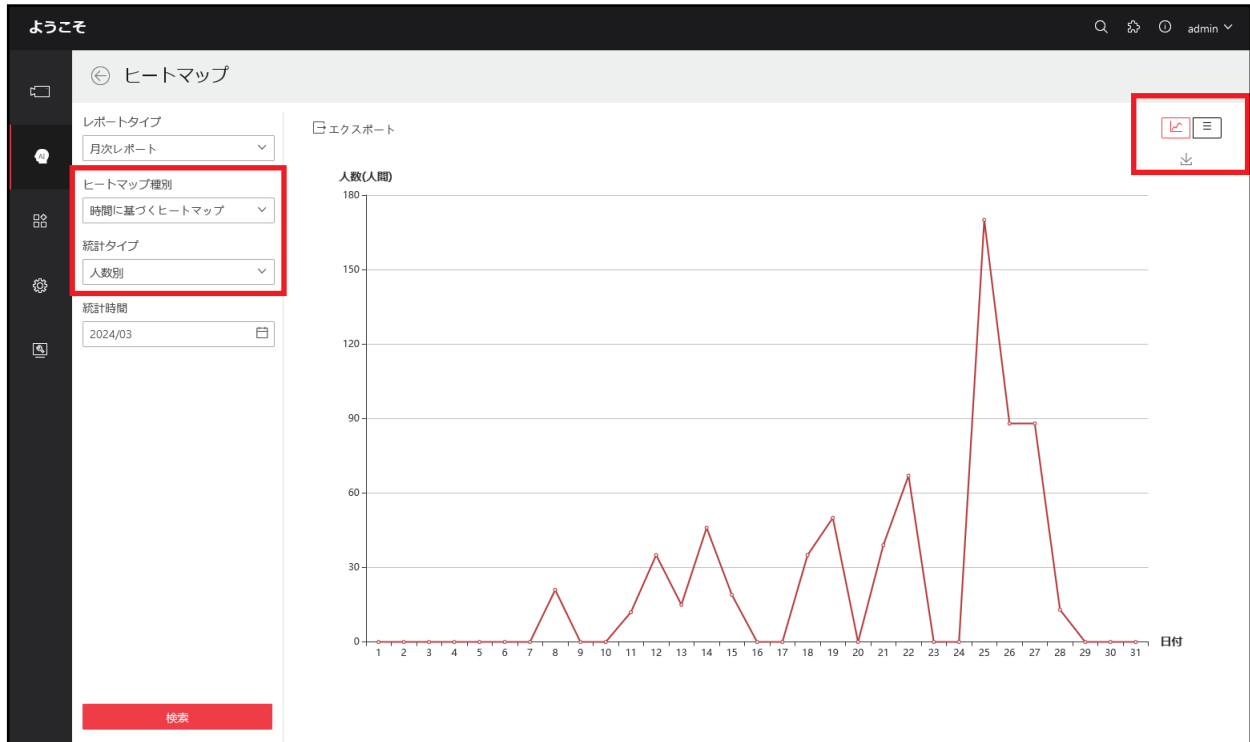 ようこそ
admin
ヒートマップ
AI
レポートタイプ
月次レポート
ヒートマップ種別
時間に基づくヒートマップ
統計タイプ
人数別
統計時間
2024/03
検索
エクスポート
人数(人間)
180
150
120
90
60
30
0
1 2 3 4 5 6 7 8 9 10 11 12 13 14 15 16 17 18 19 20 21 22 23 24 25 26 27 28 29 30 31
日付